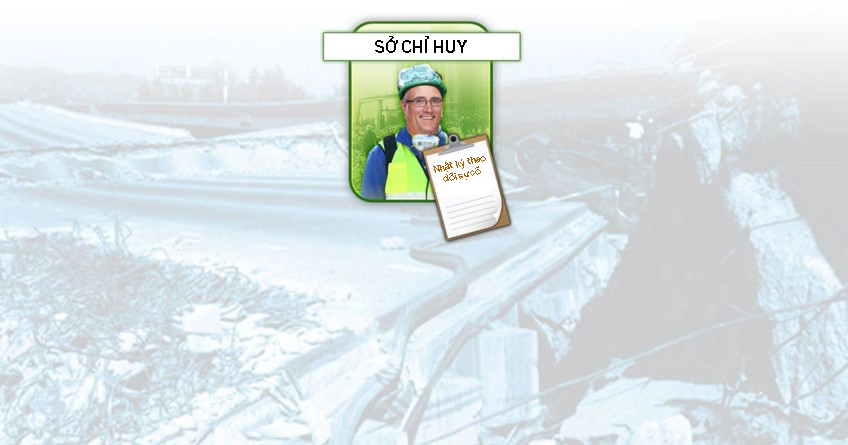 SỞ CHỈ HUY
Nhật ký theo
dõi sự cố